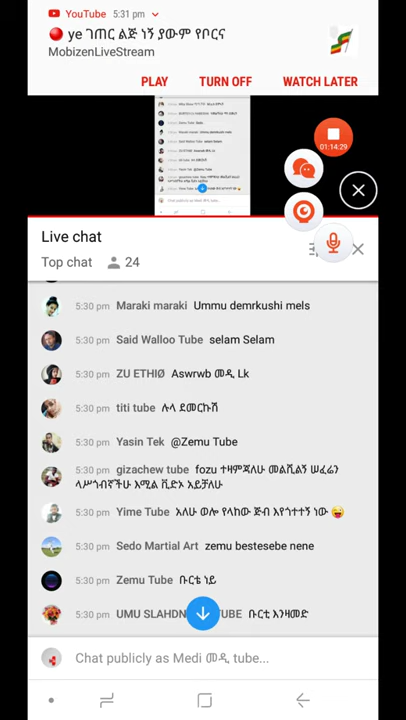 YouTube 5:31 pm
ye ገጠር ልጅ ነኝ ያውም የቦርና
MobizenLiveStream
PLAY TURN OFF WATCH LATER
01:14:29
Live chat
Top chat 24
5:30 pm Maraki maraki Ummu demrkushi mels
5:30 pm Said Walloo Tube selam Selam
5:30 pm ZU ETHIØ Aswrwb መዲ Lk
5:30 pm titi tube ሉላ ደመርኩሽ
5:30 pm Yasin Tek @Zemu Tube
5:30 pm gizachew tube fozu ተዛምጃለሁ መልሺልኝ ሠፈሬን
ላሥጎብኛችሁ እሚል ቪድኦ አይቻለሁ
5:30 pm Yime Tube አለሁ ወሎ የላከው ጅብ እየጎተተኝ ነው
5:30 pm Sedo Martial Art zemu bestesebe nene
5:30 pm Zemu Tube ቡርቴ ነይ
5:30 pm UMU SLAHDN TUBE ቡርቲ እንዛመድ
Chat publicly as Medi መዲ tube...